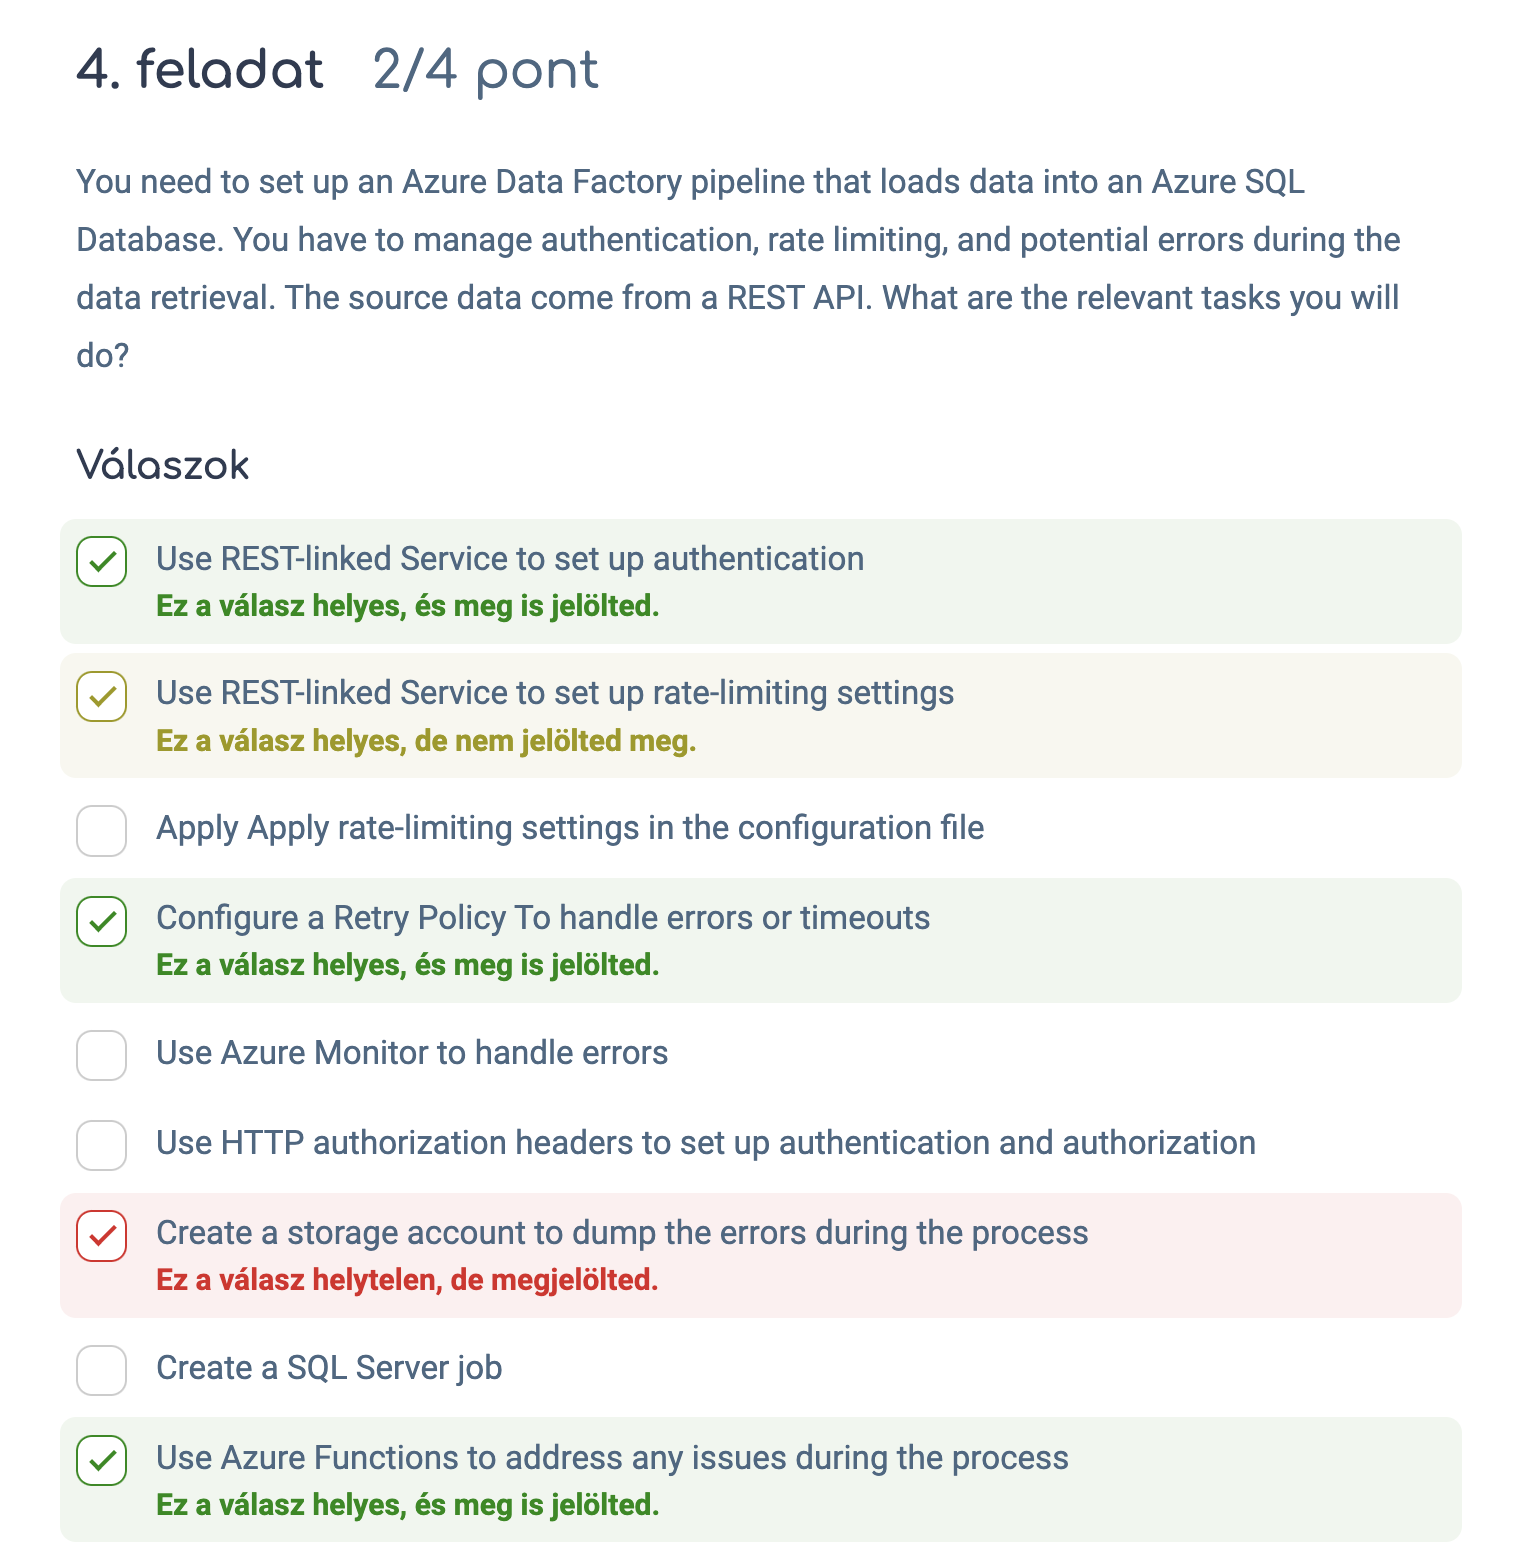 4. feladat 2/4 pont
You need to set up an Azure Data Factory pipeline that loads data into an Azure SQL
Database. You have to manage authentication, rate limiting, and potential errors during the
data retrieval. The source data come from a REST API. What are the relevant tasks you will
do?
Válaszok
Use REST-linked Service to set up authentication
Ez a válasz helyes, és meg is jelölted.
Use REST-linked Service to set up rate-limiting settings
Ez a válasz helyes, de nem jelölted meg.
Apply Apply rate-limiting settings in the configuration file
Configure a Retry Policy To handle errors or timeouts
Ez a válasz helyes, és meg is jelölted.
Use Azure Monitor to handle errors
Use HTTP authorization headers to set up authentication and authorization
Create a storage account to dump the errors during the process
Ez a válasz helytelen, de megjelölted.
Create a SQL Server job
Use Azure Functions to address any issues during the process
Ez a válasz helyes, és meg is jelölted.